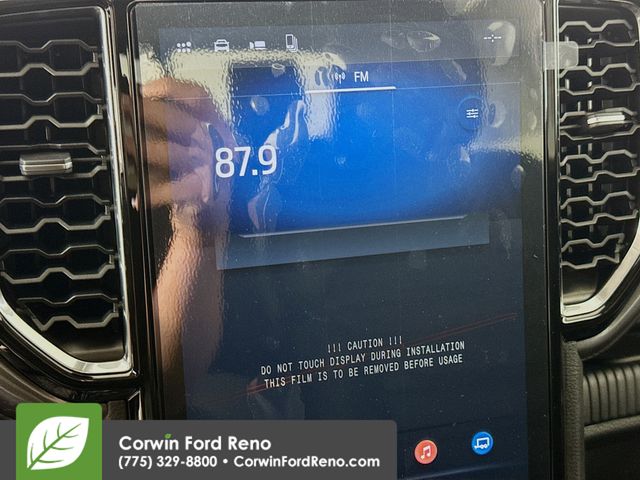 FM
87.9
!!! CAUTION !!!
DO NOT TOUCH DISPLAY DURING INSTALLATION
THIS FILM IS TO BE REMOVED BEFORE USAGE
Corwin Ford Reno
(775) 329-8800 • CorwinFordReno.com